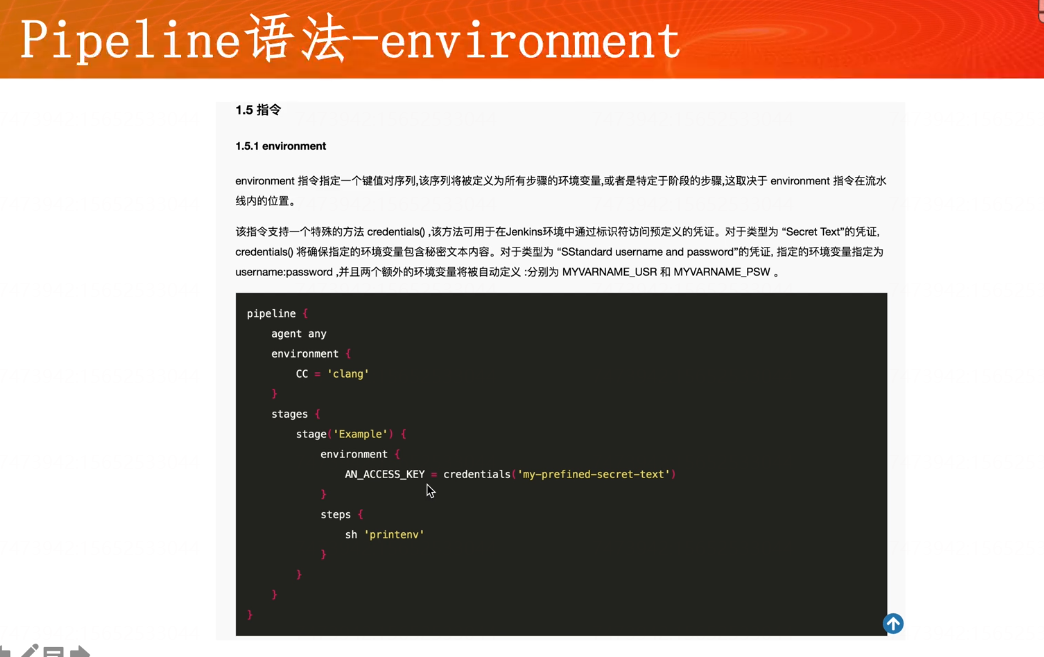 Pipeline语法-environment
1.5 指令
1.5.1 environment
environment 指令指定一个键值对序列,该序列将被定义为所有步骤的环境变量,或者是特定于阶段的步骤,这取决于 environment 指令在流水
线内的位置。
该指令支持一个特殊的方法 credentials() ,该方法可用于在Jenkins环境中通过标识符访问预定义的凭证。对于类型为 “Secret Text”的凭证,
credentials() 将确保指定的环境变量包含秘密文本内容。对于类型为 “SStandard username and password”的凭证, 指定的环境变量指定为
username:password ,并且两个额外的环境变量将被自动定义 :分别为 MYVARNAME_USR 和 MYVARNAME_PSW 。
pipeline {
    agent any
    environment {
        CC = 'clang'
    }
    stages {
        stage('Example') {
            environment {
                AN_ACCESS_KEY = credentials('my-prefined-secret-text')
            }
            steps {
                sh 'printenv'
            }
        }
    }
}